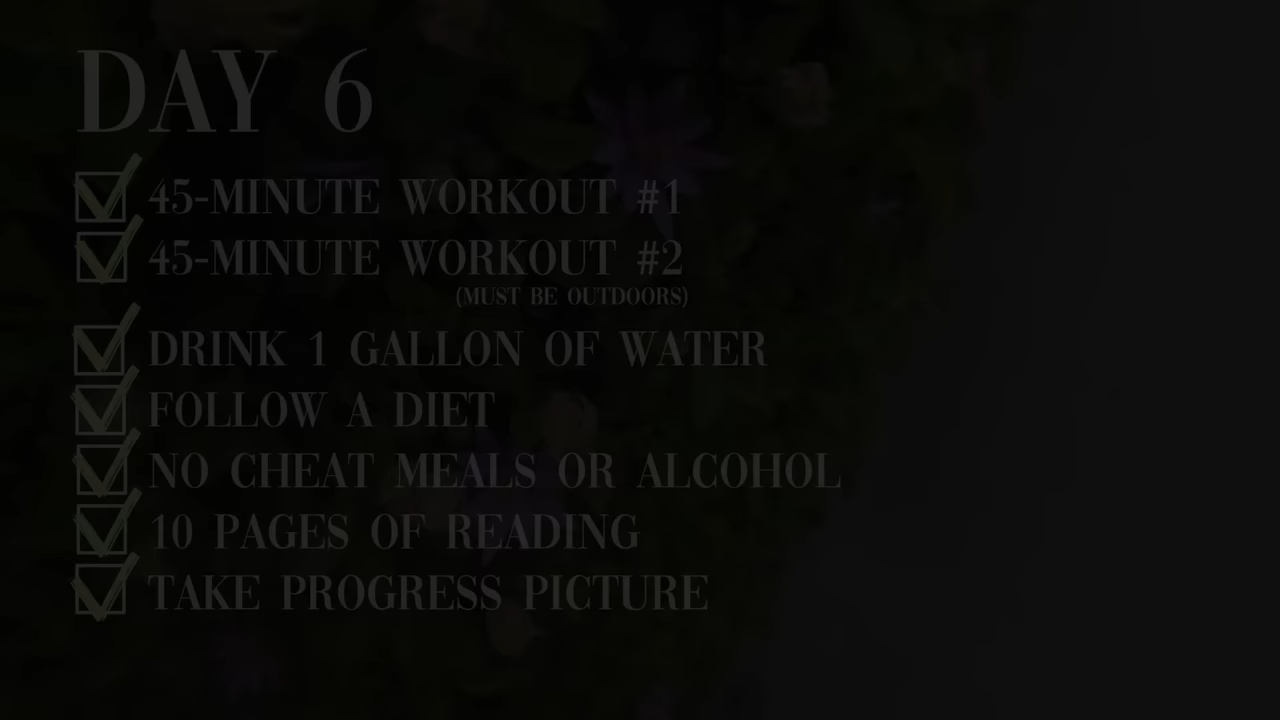 DAY 6
45-MINUTE WORKOUT #1
45-MINUTE WORKOUT #2
(MUST BE OUTDOORS)
DRINK 1 GALLON OF WATER
FOLLOW A DIET
NO CHEAT MEALS OR ALCOHOL
10 PAGES OF READING
TAKE PROGRESS PICTURE